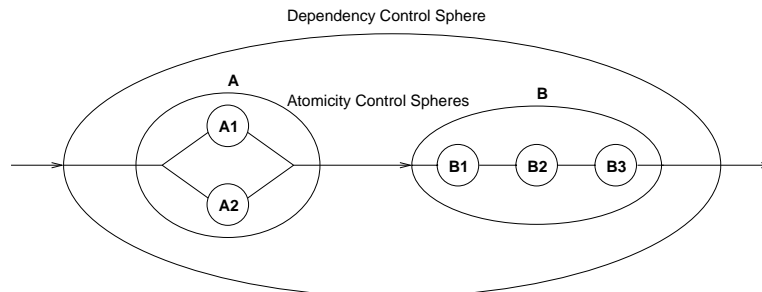 Dependency Control Sphere
A
Atomicity Control Spheres
B
A1
A2
B1
B2
B3